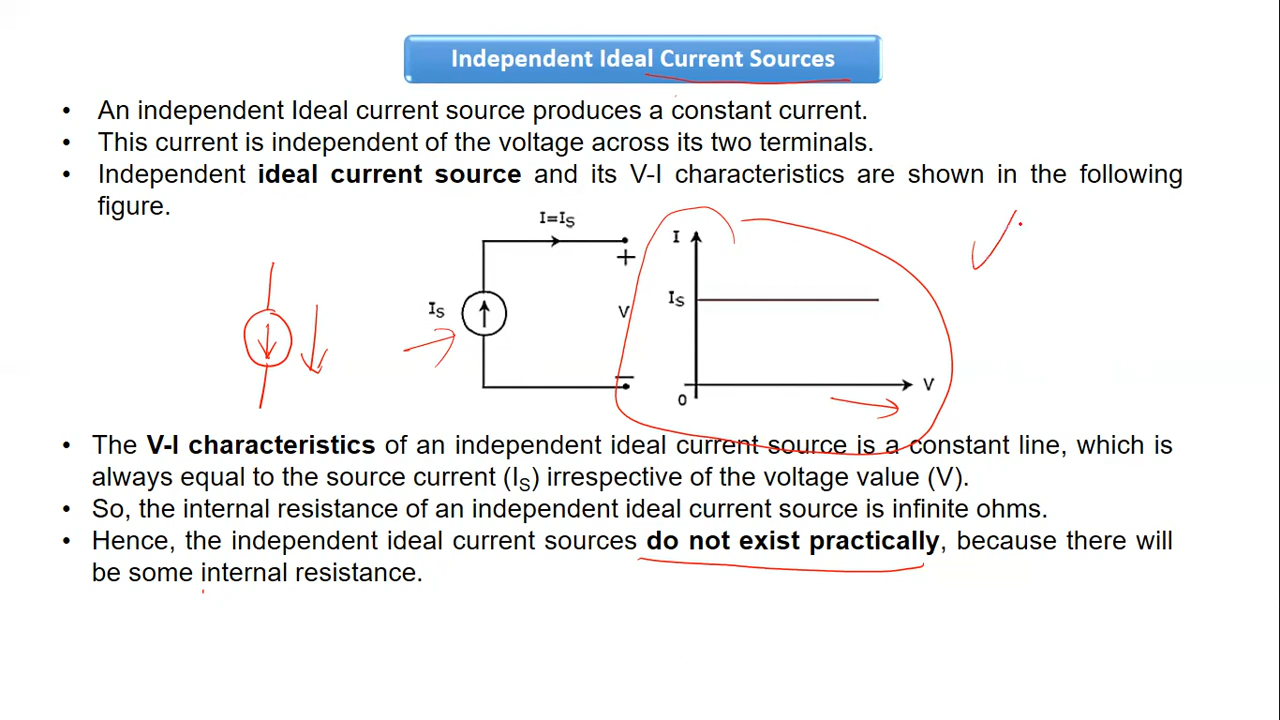 Independent Ideal Current Sources
• An independent Ideal current source produces a constant current.
• This current is independent of the voltage across its two terminals.
• Independent ideal current source and its V-I characteristics are shown in the following
figure.
I=IS
I
+
IS
V
IS
V
0
• The V-I characteristics of an independent ideal current source is a constant line, which is
always equal to the source current (IS) irrespective of the voltage value (V).
• So, the internal resistance of an independent ideal current source is infinite ohms.
• Hence, the independent ideal current sources do not exist practically, because there will
be some internal resistance.